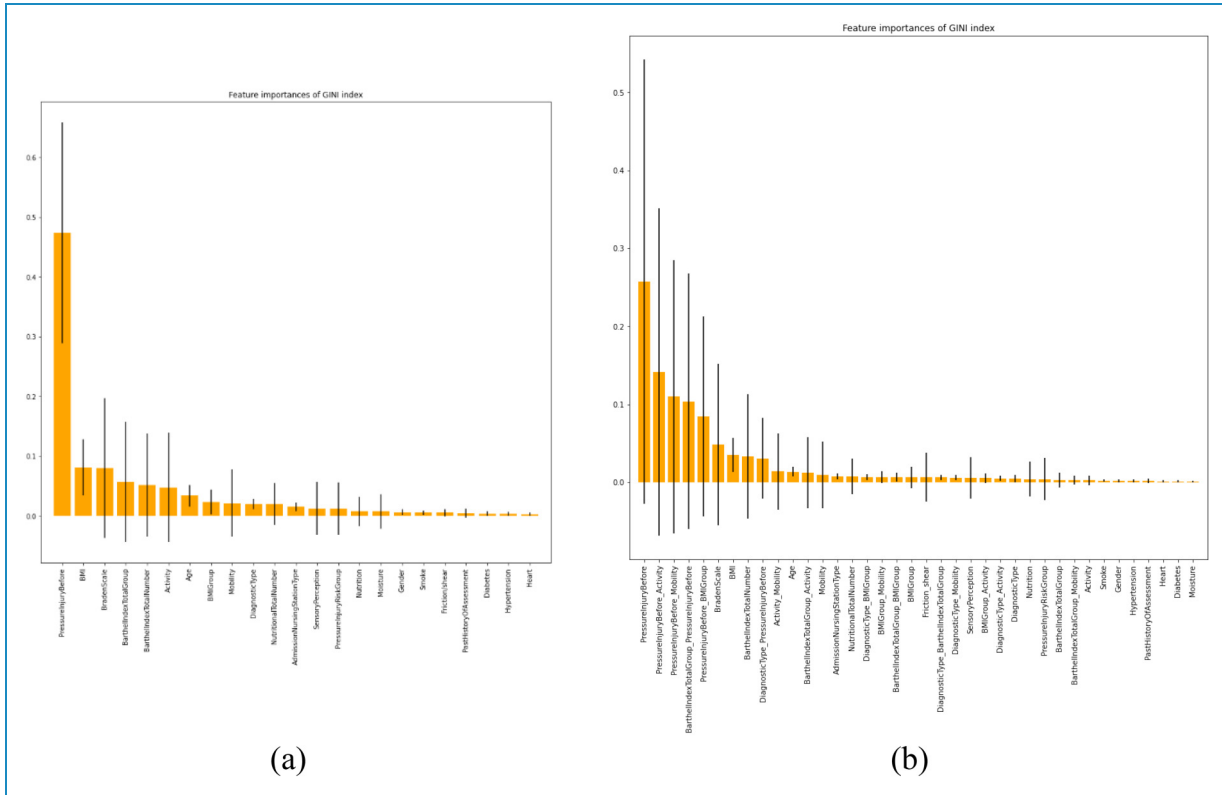 Feature importances of GINI index
0.6
0.5
0.4
0.3
0.2
0.1
0.0
PressureInjuryBefore
BMI
BradenScale
BarthelIndexTotalGroup
BarthelIndexTotalNumber
Activity
Age
BMIGroup
Mobility
DiagnosticType
NutritionalTotalNumber
AdmissionNursingStationType
SensoryPerception
PressureInjuryRiskGroup
Nutrition
Moisture
Gender
Smoke
Friction/shear
PastHistoryOfAssessment
Diabetes
Hypertension
Heart
(a)
Feature importances of GINI index
0.5
0.4
0.3
0.2
0.1
0.0
PressureInjuryBefore
PressureInjuryBefore_Activity
PressureInjuryBefore_Mobility
BarthelIndexTotalGroup_PressureInjuryBefore
PressureInjuryBefore_BMIGroup
BradenScale
BMI
BarthelIndexTotalNumber
DiagnosticType_PressureInjuryBefore
Activity_Mobility
Age
BarthelIndexTotalGroup_Activity
Mobility
AdmissionNursingStationType
NutritionalTotalNumber
DiagnosticType_BMIGroup
BMIGroup_Mobility
BarthelIndexTotalGroup_BMIGroup
BMIGroup
Friction_shear
DiagnosticType_BarthelIndexTotalGroup
DiagnosticType_Mobility
SensoryPerception
BMIGroup_Activity
DiagnosticType_Activity
DiagnosticType
Nutrition
PressureInjuryRiskGroup
BarthelIndexTotalGroup
BarthelIndexTotalGroup_Mobility
Activity
Smoke
Gender
Hypertension
PastHistoryOfAssessment
Heart
Diabetes
Moisture
(b)